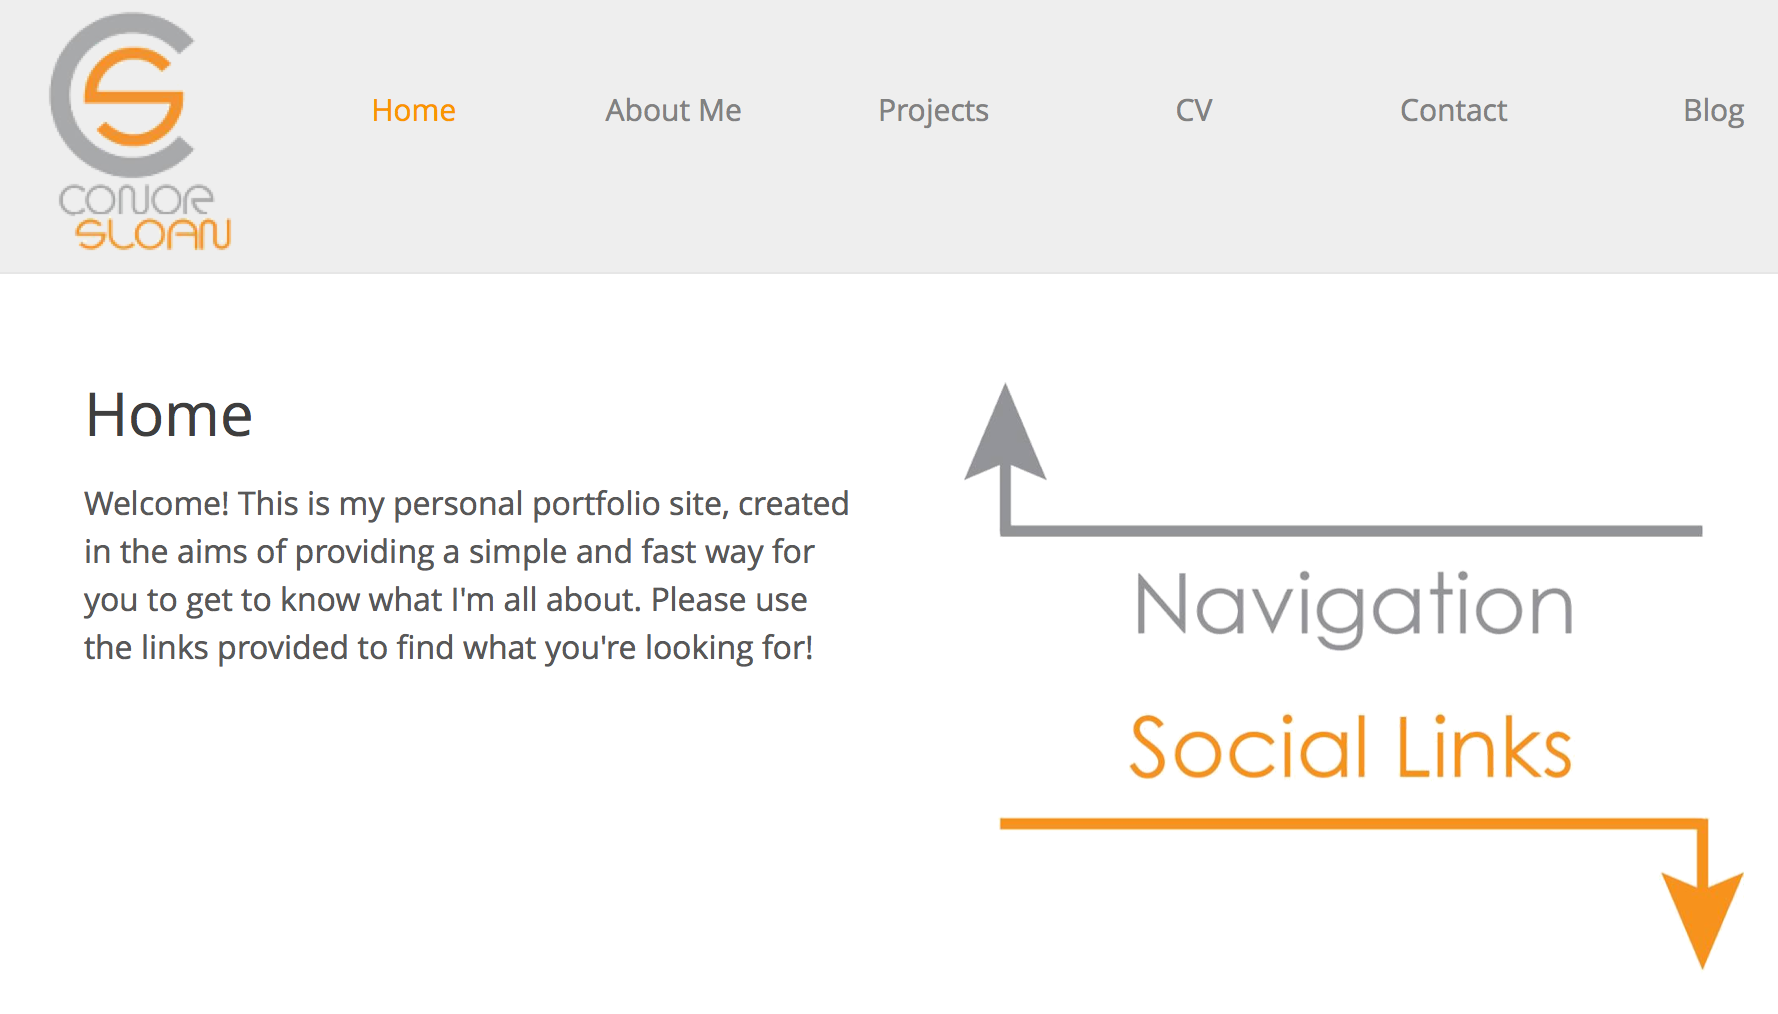 CONOR
SLOAN
Home About Me Projects CV Contact Blog
Home
Welcome! This is my personal portfolio site, created
in the aims of providing a simple and fast way for
you to get to know what I'm all about. Please use
the links provided to find what you're looking for!
Navigation
Social Links